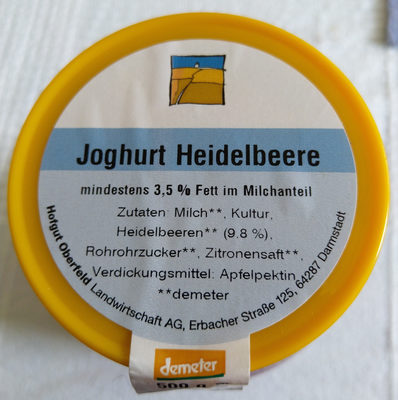 Joghurt Heidelbeere
mindestens 3,5 % Fett im Milchanteil
Zutaten: Milch**, Kultur,
Heidelbeeren** (9,8 %),
Rohrohrzucker**, Zitronensaft**,
Verdickungsmittel: Apfelpektin
**demeter
Hofgut Oberfeld Landwirtschaft AG, Erbacher Straße 125, 64287 Darmstadt
demeter
500 g